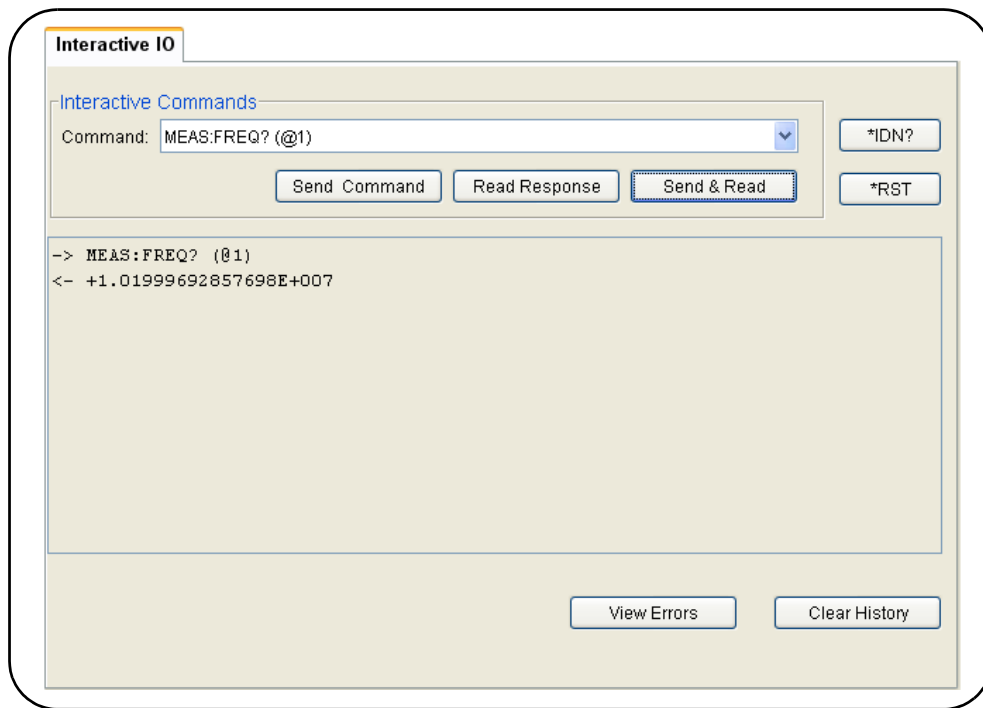 Interactive IO
Interactive Commands
Command: MEAS:FREQ? (@1)
*IDN?
Send Command Read Response Send & Read
*RST
-> MEAS:FREQ? (@1)
<- +1.01999692857698E+007
View Errors Clear History